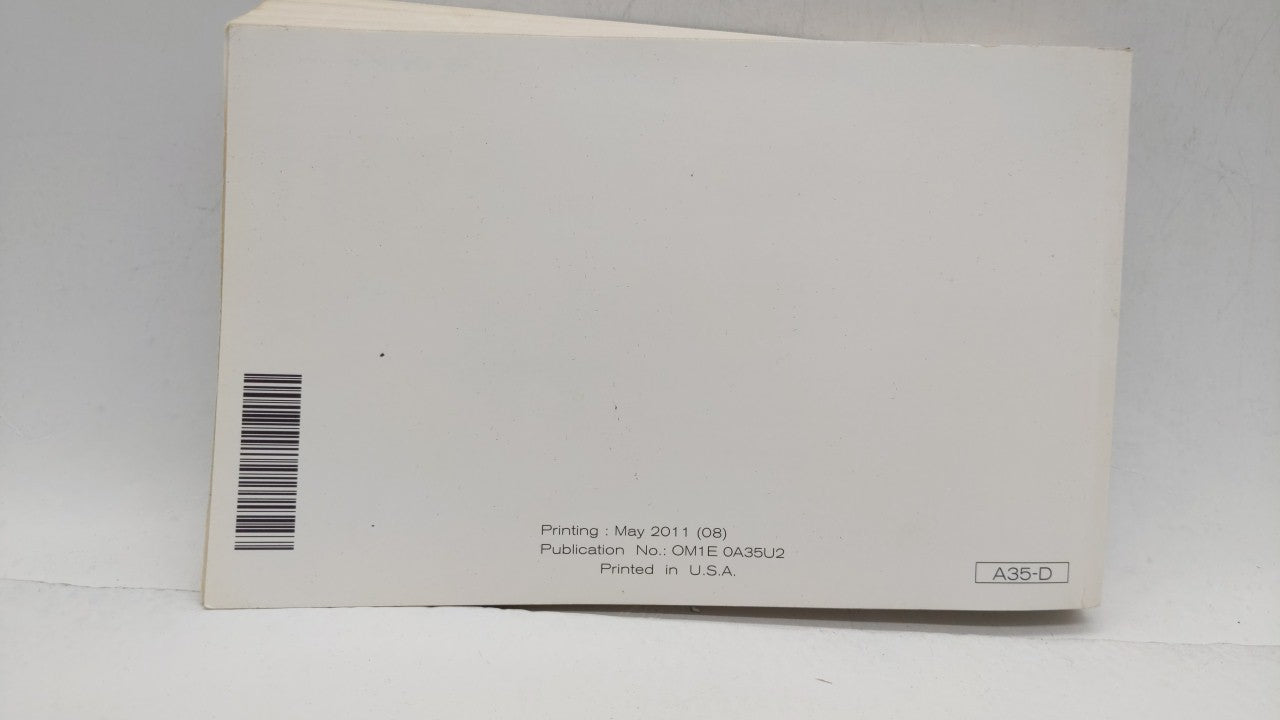 Printing : May 2011 (08)
Publication No.: OM1E 0A35U2
Printed in U.S.A.
A35-D